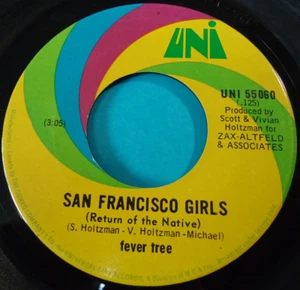 UNI
UNI 55060
(.125)
Produced by
Scott & Vivian
Holtzman for
ZAX-ALTFELD
& ASSOCIATES
(3:05)
SAN FRANCISCO GIRLS
(Return of the Native)
(S. Holtzman-V. Holtzman-Michael)
fever tree